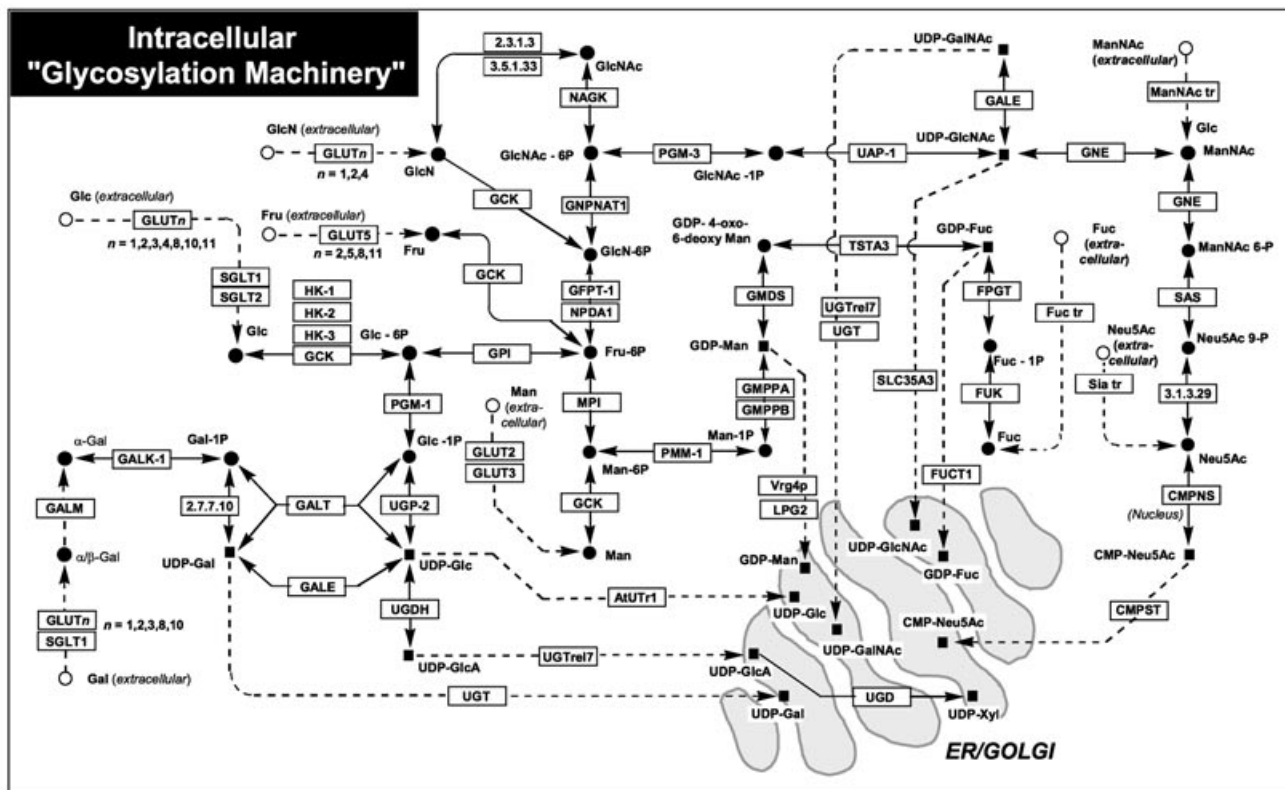 Intracellular
"Glycosylation Machinery"
2.3.1.3
3.5.1.33
GlcNAc
NAGK
UDP-GalNAc
GALE
ManNAc
(extracellular)
ManNAc tr
Glc
GlcN (extracellular)
GLUTn
n = 1,2,4
GlcN
GlcNAc - 6P
PGM-3
GlcNAc -1P
UAP-1
UDP-GlcNAc
GNE
ManNAc
Glc (extracellular)
GLUTn
n = 1,2,3,4,8,10,11
GCK
GNPNAT1
GNE
Fru (extracellular)
GLUT5
n = 2,5,8,11
Fru
GCK
GlcN-6P
GDP- 4-oxo-
6-deoxy Man
TSTA3
GDP-Fuc
Fuc
(extra-
cellular)
ManNAc 6-P
SGLT1
SGLT2
HK-1
HK-2
HK-3
GCK
Glc
Glc - 6P
GPI
GFPT-1
NPDA1
Fru-6P
GMDS
GDP-Man
UGTrel7
UGT
FPGT
Fuc tr
SAS
Neu5Ac
(extra-
cellular)
Neu5Ac 9-P
Fuc - 1P
SLC35A3
Sia tr
3.1.3.29
PGM-1
Man
(extra-
cellular)
MPI
GMPPA
GMPPB
FUK
α-Gal
GALK-1
Gal-1P
Glc -1P
GLUT2
GLUT3
Man-6P
PMM-1
Man-1P
Fuc
Neu5Ac
GALM
2.7.7.10
GALT
UGP-2
GCK
Vrg4p
LPG2
FUCT1
CMPNS
(Nucleus)
α/β-Gal
UDP-Gal
GALE
UDP-Glc
Man
GDP-Man
UDP-GlcNAc
GDP-Fuc
CMP-Neu5Ac
GLUTn
SGLT1
n = 1,2,3,8,10
UGDH
AtUTr1
UDP-Glc
CMP-Neu5Ac
CMPST
Gal (extracellular)
UDP-GlcA
UGTrel7
UDP-GlcA
UDP-GalNAc
UGT
UDP-Gal
UGD
UDP-Xyl
ER/GOLGI